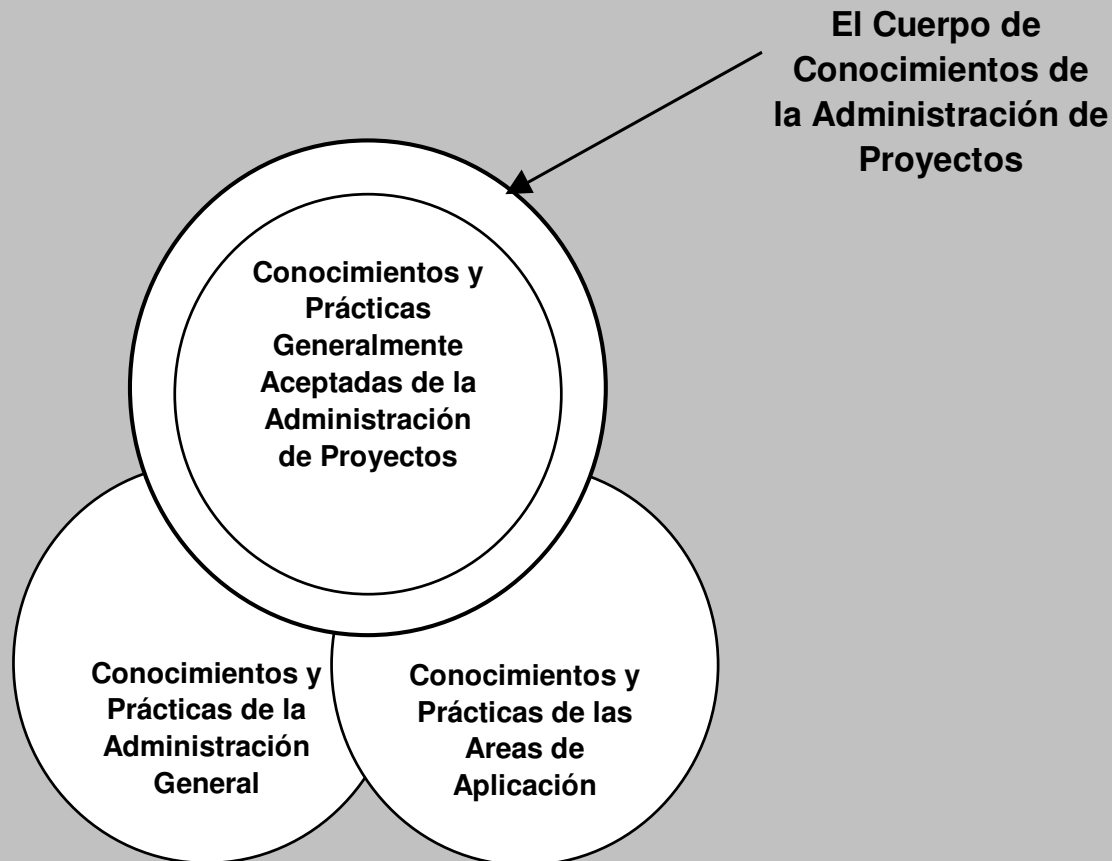 El Cuerpo de
Conocimientos de
la Administración de
Proyectos
Conocimientos y
Prácticas
Generalmente
Aceptadas de la
Administración
de Proyectos
Conocimientos y
Prácticas de la
Administración
General
Conocimientos y
Prácticas de las
Areas de
Aplicación